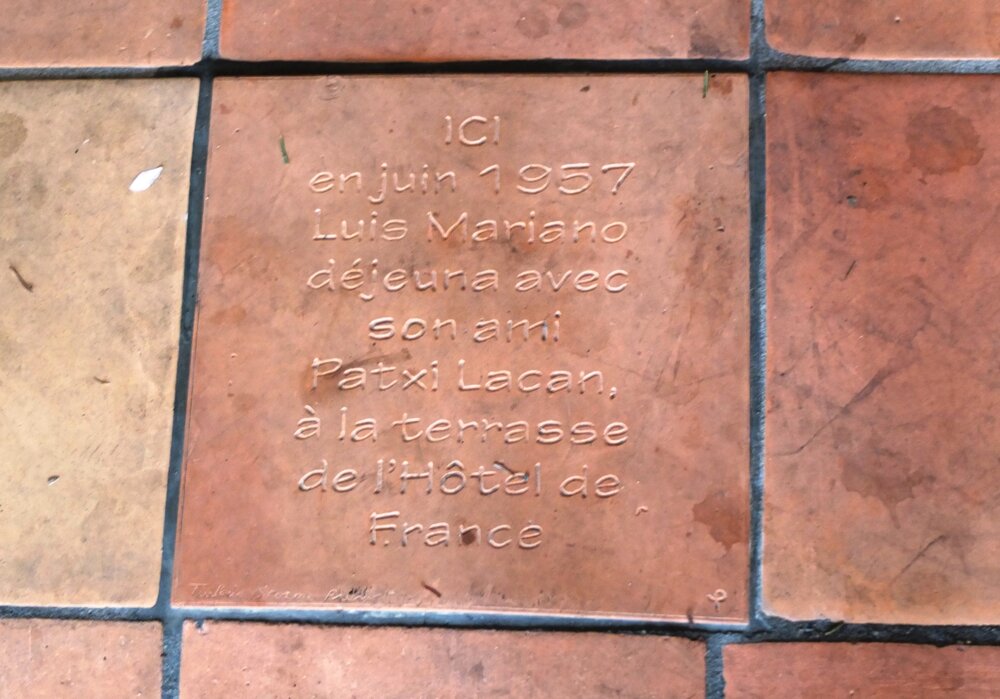 ICI
en juin 1957
Luis Mariano
déjeuna avec
son ami
Patxi Lacan,
à la terrasse
de l'Hôtel de
France